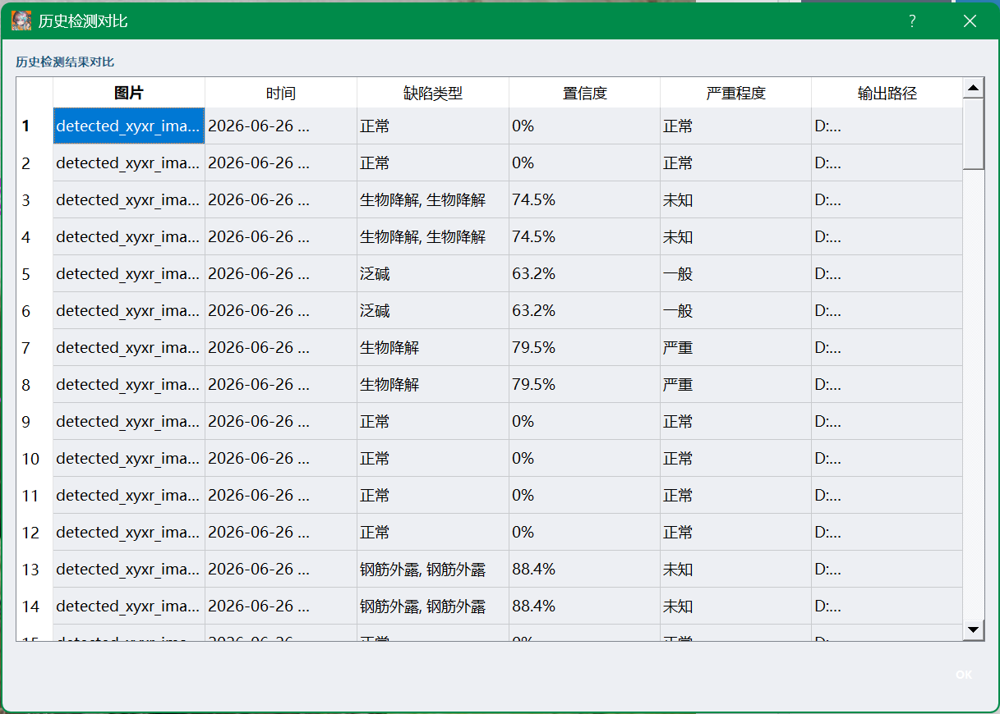 历史检测对比
?
历史检测结果对比
图片 时间 缺陷类型 置信度 严重程度 输出路径
1 detected_xyxr_ima... 2026-06-26 ... 正常 0% 正常 D:...
2 detected_xyxr_ima... 2026-06-26 ... 正常 0% 正常 D:...
3 detected_xyxr_ima... 2026-06-26 ... 生物降解, 生物降解 74.5% 未知 D:...
4 detected_xyxr_ima... 2026-06-26 ... 生物降解, 生物降解 74.5% 未知 D:...
5 detected_xyxr_ima... 2026-06-26 ... 泛碱 63.2% 一般 D:...
6 detected_xyxr_ima... 2026-06-26 ... 泛碱 63.2% 一般 D:...
7 detected_xyxr_ima... 2026-06-26 ... 生物降解 79.5% 严重 D:...
8 detected_xyxr_ima... 2026-06-26 ... 生物降解 79.5% 严重 D:...
9 detected_xyxr_ima... 2026-06-26 ... 正常 0% 正常 D:...
10 detected_xyxr_ima... 2026-06-26 ... 正常 0% 正常 D:...
11 detected_xyxr_ima... 2026-06-26 ... 正常 0% 正常 D:...
12 detected_xyxr_ima... 2026-06-26 ... 正常 0% 正常 D:...
13 detected_xyxr_ima... 2026-06-26 ... 钢筋外露, 钢筋外露 88.4% 未知 D:...
14 detected_xyxr_ima... 2026-06-26 ... 钢筋外露, 钢筋外露 88.4% 未知 D:...
OK